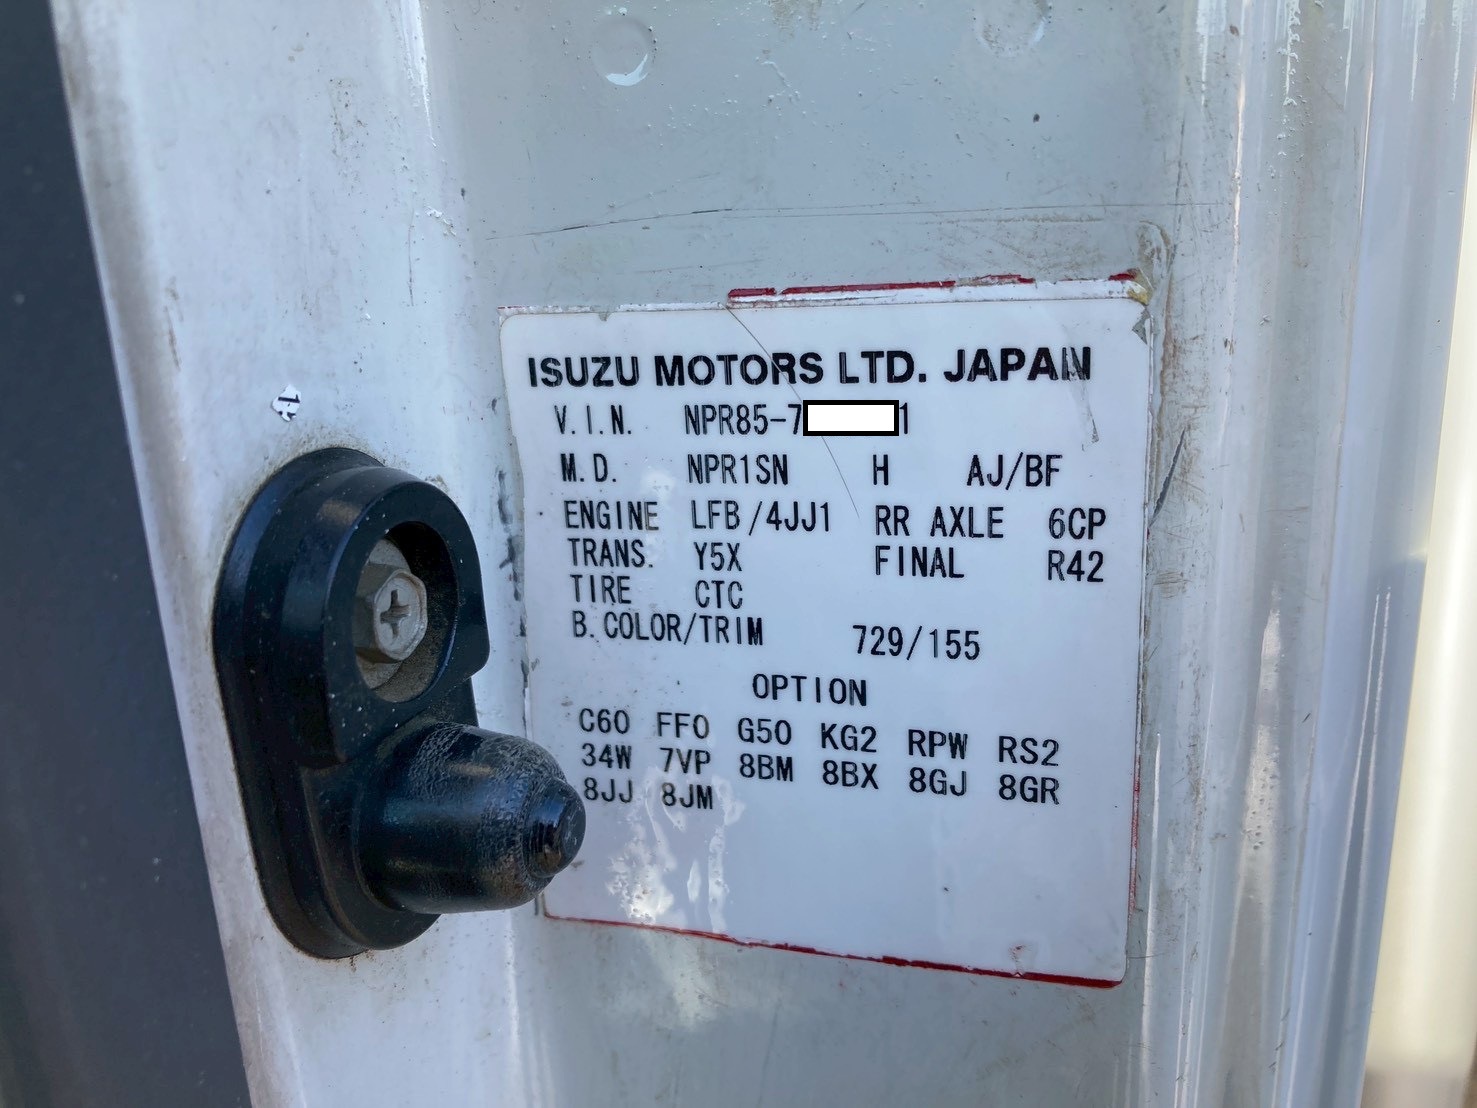 ISUZU MOTORS LTD. JAPAN
V.I.N. NPR85-7 1
M.D. NPR1SN H AJ/BF
ENGINE LFB/4JJ1 RR AXLE 6CP
TRANS. Y5X FINAL R42
TIRE CTC
B.COLOR/TRIM 729/155
OPTION
C60 FF0 G50 KG2 RPW RS2
34W 7VP 8BM 8BX 8GJ 8GR
8JJ 8JM